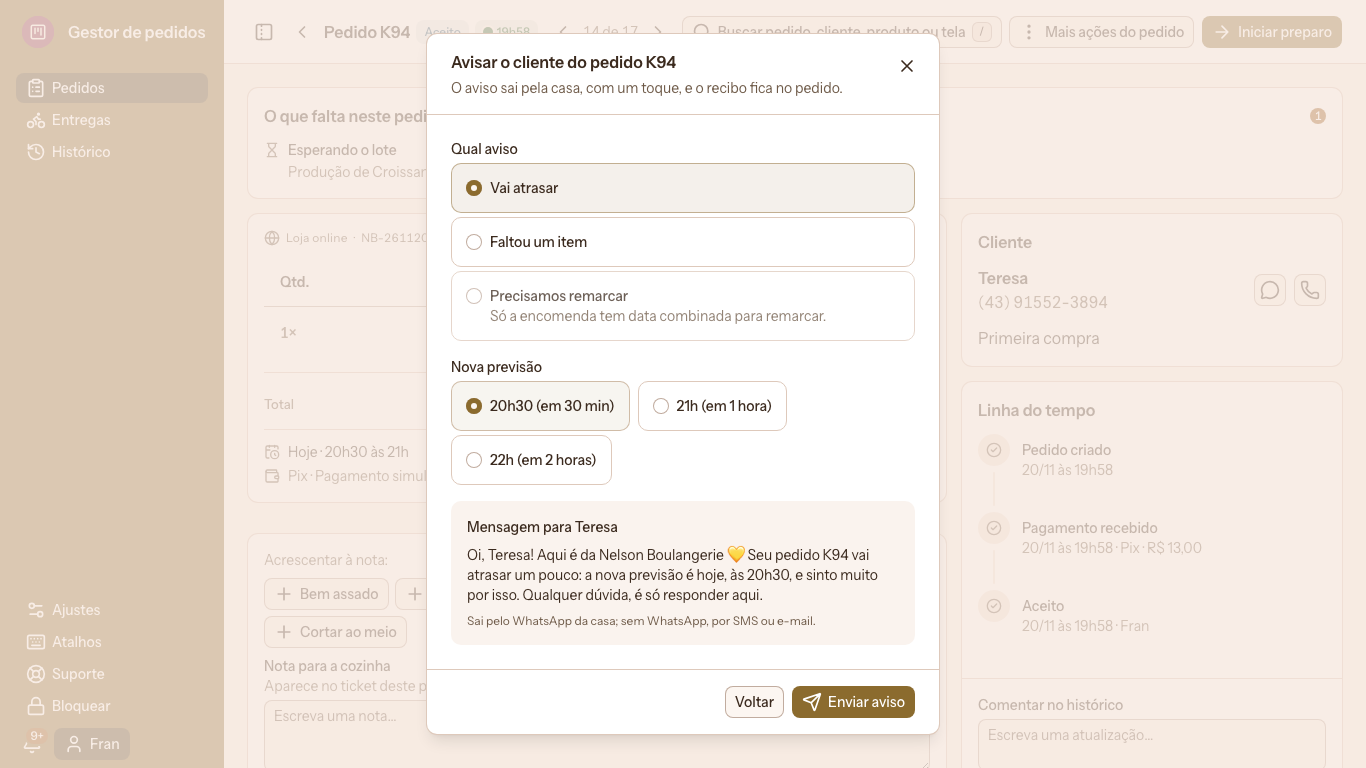 Gestor de pedidos
Pedidos
Entregas
Histórico
Ajustes
Atalhos
Suporte
Bloquear
9+
Fran
Pedido K94
Aceito
19h58
14 de 17
Buscar pedido, cliente, produto ou tela
/
Mais ações do pedido
Iniciar preparo
O que falta neste pedi
1
Esperando o lote
Produção de Croissan
Loja online · NB-261120
Qtd.
1×
Total
Hoje · 20h30 às 21h
Pix · Pagamento simul
Acrescentar à nota:
Bem assado
Cortar ao meio
Nota para a cozinha
Aparece no ticket deste p
Escreva uma nota...
Avisar o cliente do pedido K94
O aviso sai pela casa, com um toque, e o recibo fica no pedido.
Qual aviso
Vai atrasar
Faltou um item
Precisamos remarcar
Só a encomenda tem data combinada para remarcar.
Nova previsão
20h30 (em 30 min)
21h (em 1 hora)
22h (em 2 horas)
Mensagem para Teresa
Oi, Teresa! Aqui é da Nelson Boulangerie 💛 Seu pedido K94 vai
atrasar um pouco: a nova previsão é hoje, às 20h30, e sinto muito
por isso. Qualquer dúvida, é só responder aqui.
Sai pelo WhatsApp da casa; sem WhatsApp, por SMS ou e-mail.
Voltar
Enviar aviso
Cliente
Teresa
(43) 91552-3894
Primeira compra
Linha do tempo
Pedido criado
20/11 às 19h58
Pagamento recebido
20/11 às 19h58 · Pix · R$ 13,00
Aceito
20/11 às 19h58 · Fran
Comentar no histórico
Escreva uma atualização...